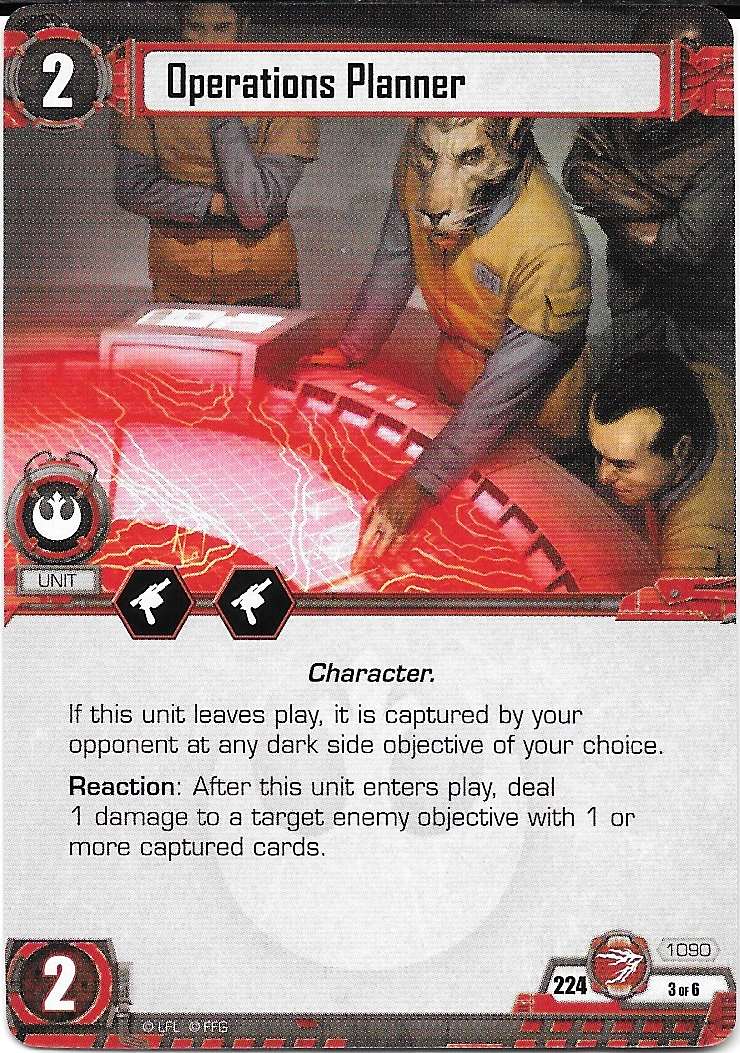 2
Operations Planner
UNIT
Character.
If this unit leaves play, it is captured by your
opponent at any dark side objective of your choice.
Reaction: After this unit enters play, deal
1 damage to a target enemy objective with 1 or
more captured cards.
2
1090
224
3 OF 6
© LFL © FFG